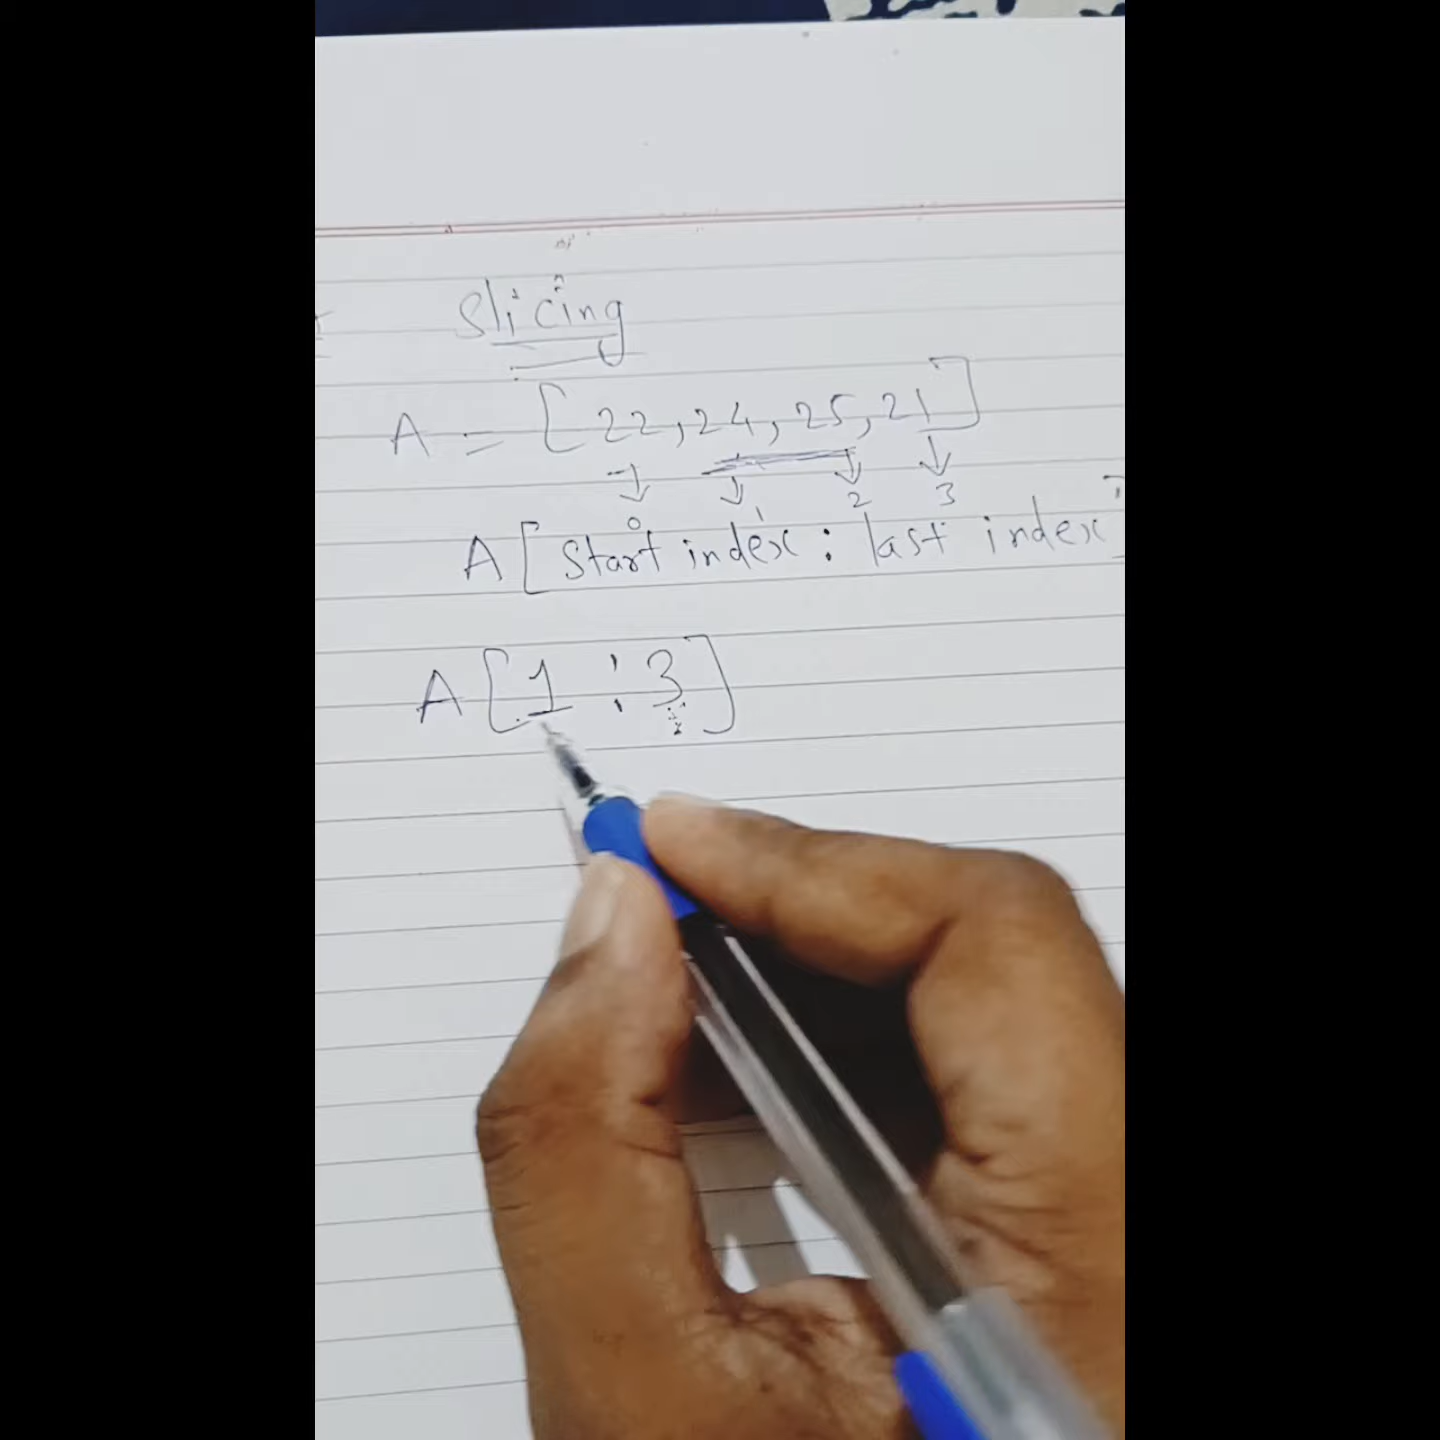 Slicing
A = [22, 24, 25, 21]
0 1 2 3
A[start index : last index]
A[1 : 3]